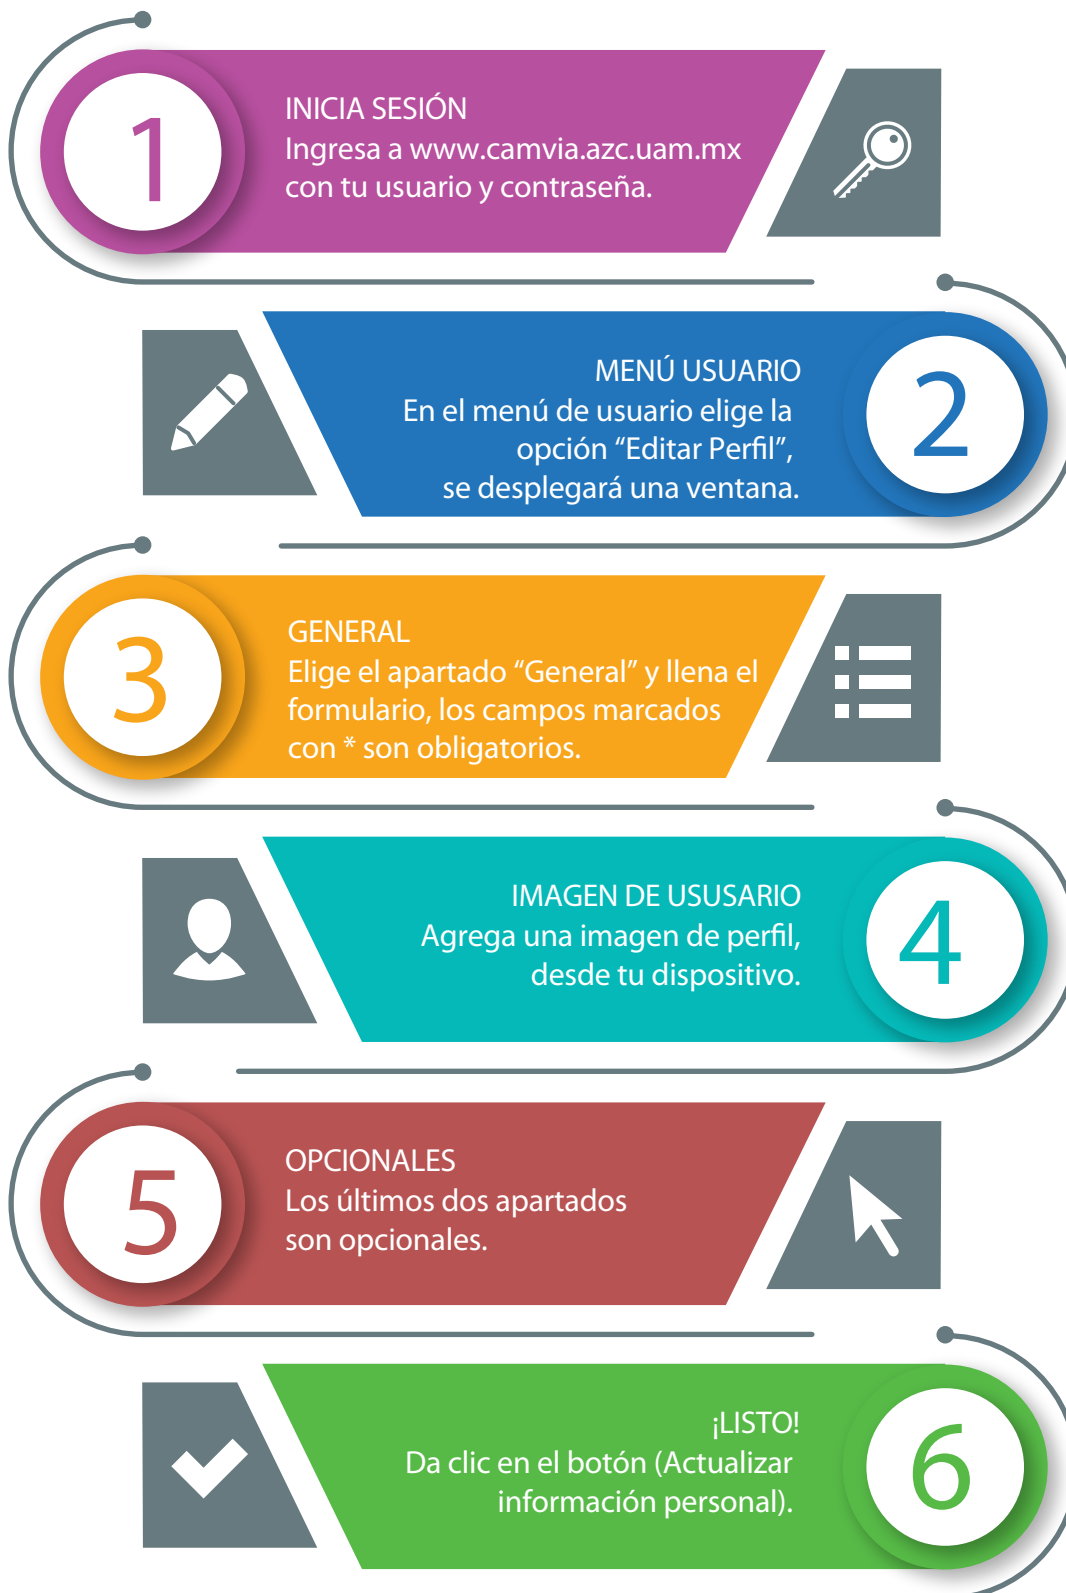 1
INICIA SESIÓN
Ingresa a www.camvia.azc.uam.mx
con tu usuario y contraseña.
2
MENÚ USUARIO
En el menú de usuario elige la
opción “Editar Perfil”,
se desplegará una ventana.
3
GENERAL
Elige el apartado “General” y llena el
formulario, los campos marcados
con * son obligatorios.
4
IMAGEN DE USUSARIO
Agrega una imagen de perfil,
desde tu dispositivo.
5
OPCIONALES
Los últimos dos apartados
son opcionales.
6
¡LISTO!
Da clic en el botón (Actualizar
información personal).